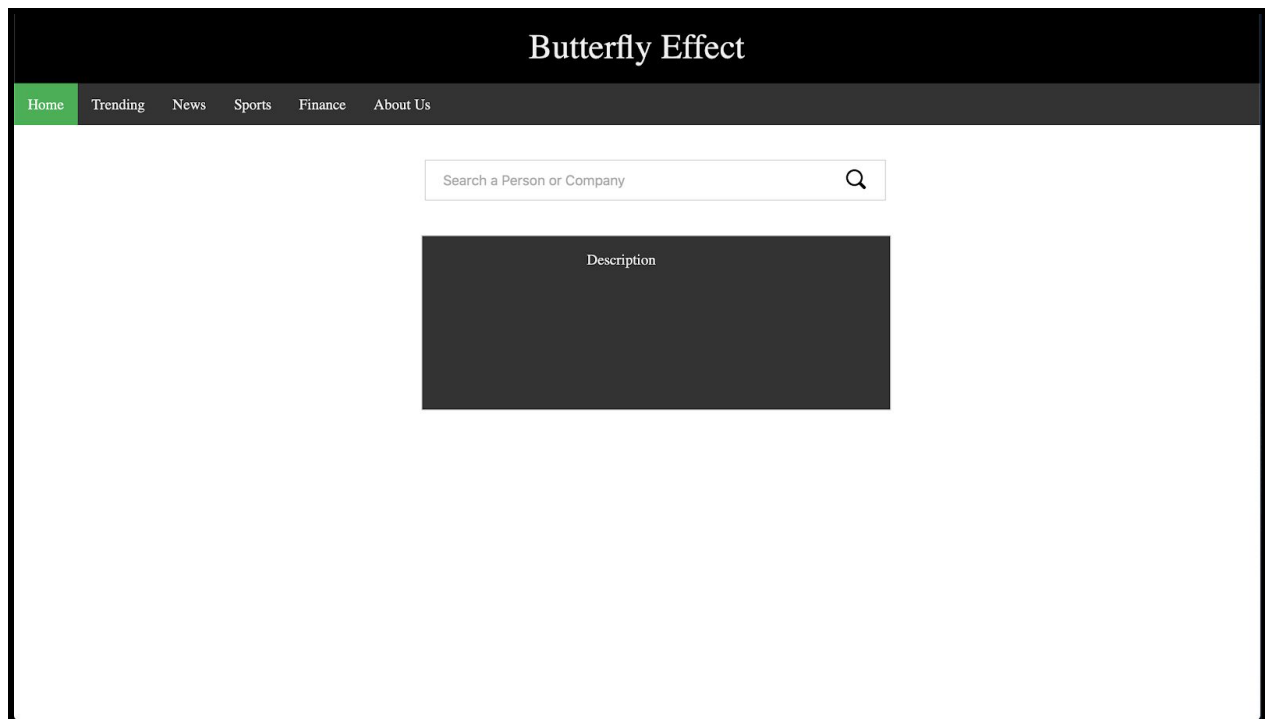 Butterfly Effect
Home Trending News Sports Finance About Us
Search a Person or Company
Description